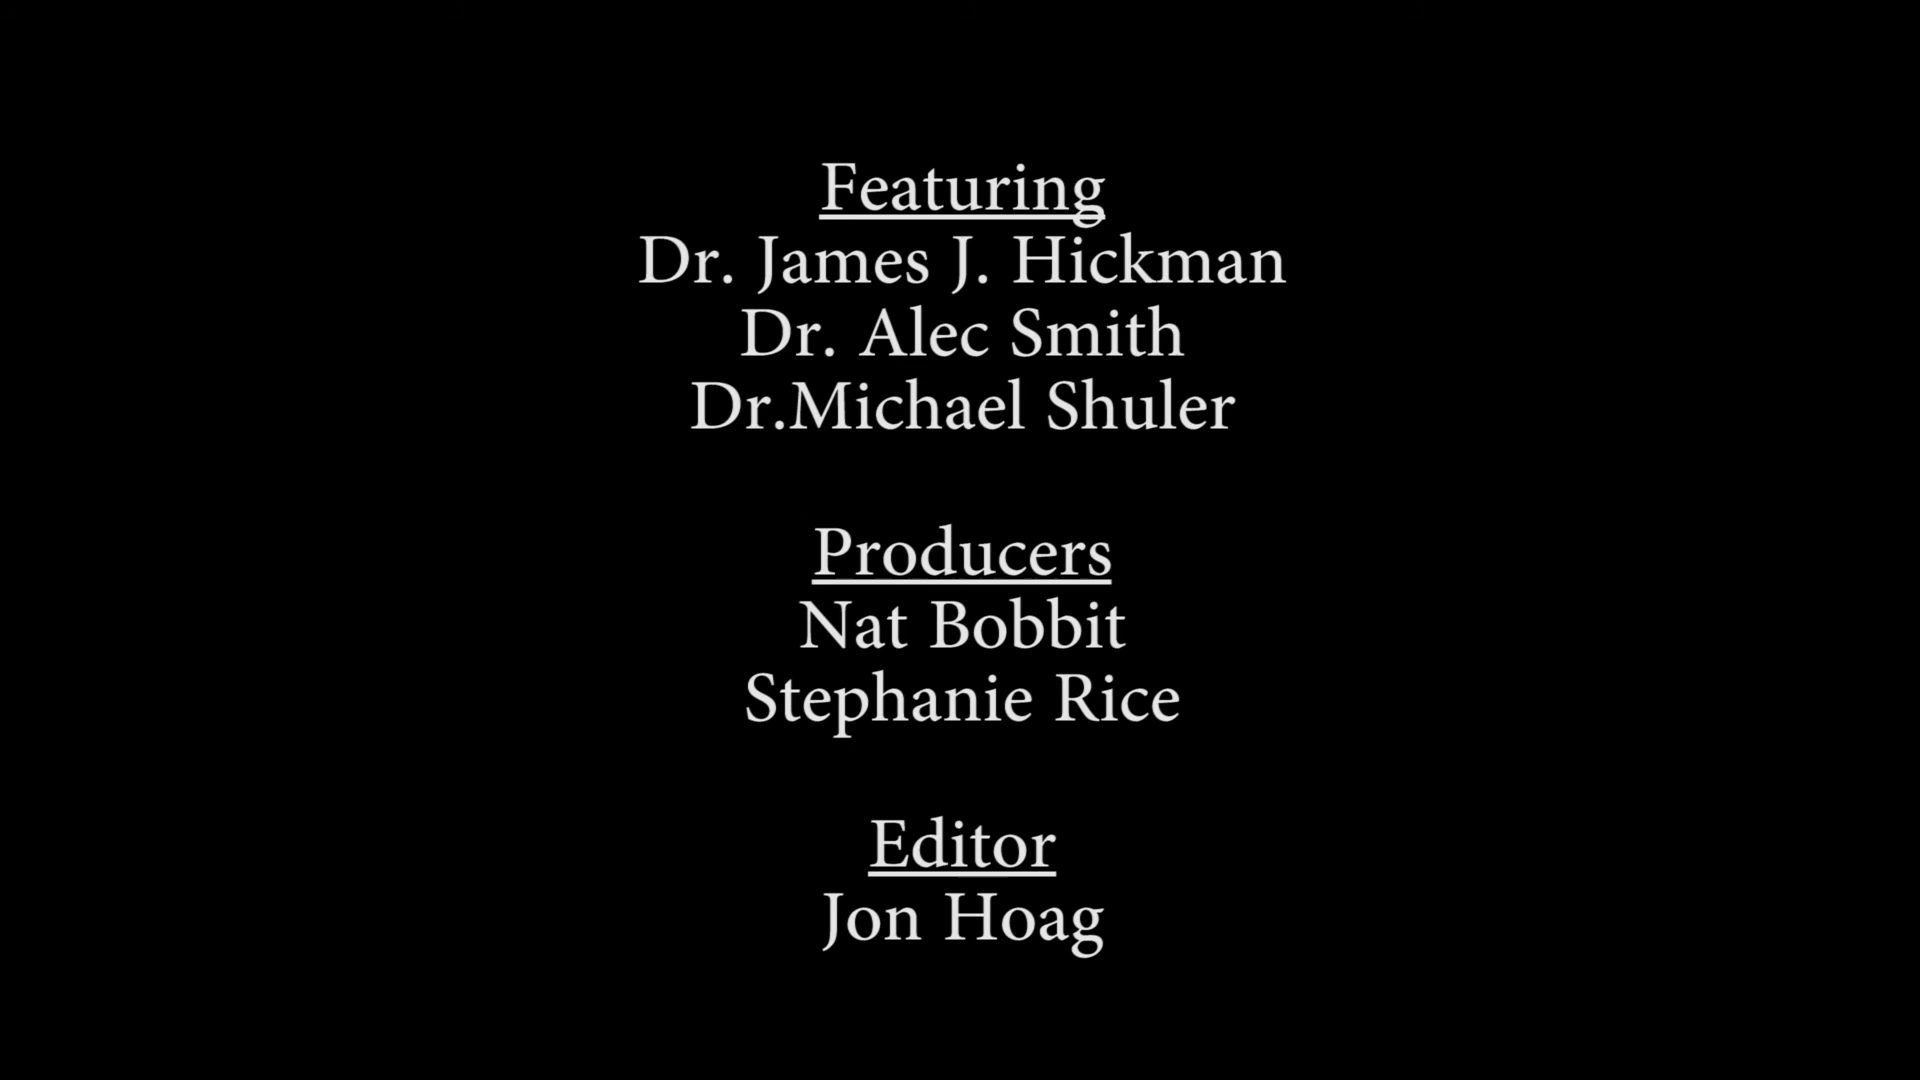 Featuring
Dr. James J. Hickman
Dr. Alec Smith
Dr.Michael Shuler
Producers
Nat Bobbit
Stephanie Rice
Editor
Jon Hoag